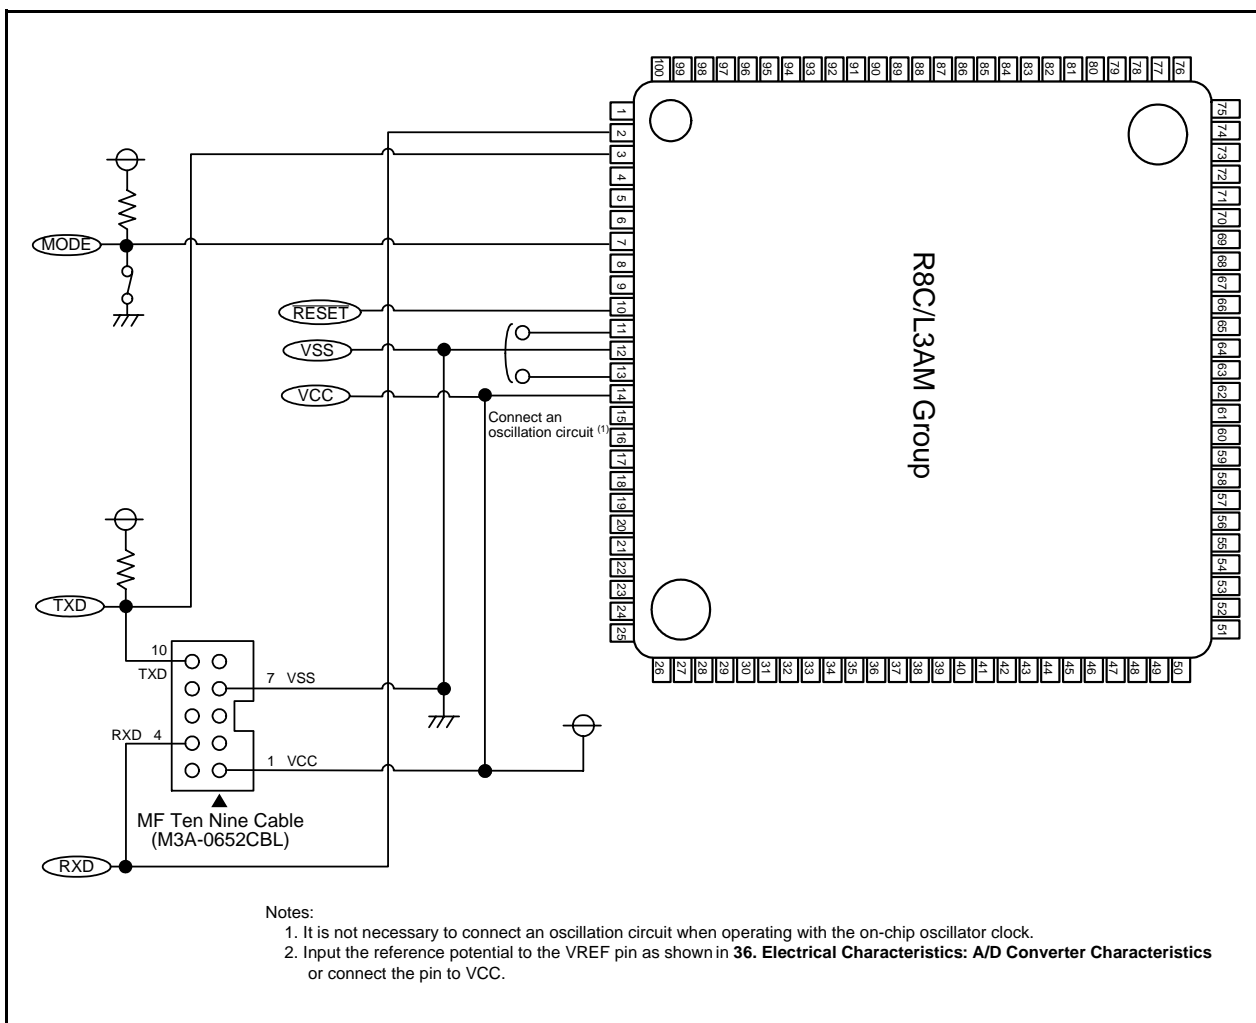 100 99 98 97 96 95 94 93 92 91 90 89 88 87 86 85 84 83 82 81 80 79 78 77 76
1
2
3
4
5
6
7
8
9
10
11
12
13
14
15
16
17
18
19
20
21
22
23
24
25
75
74
73
72
71
70
69
68
67
66
65
64
63
62
61
60
59
58
57
56
55
54
53
52
51
26 27 28 29 30 31 32 33 34 35 36 37 38 39 40 41 42 43 44 45 46 47 48 49 50
R8C/L3AM Group
MODE
RESET
VSS
VCC
Connect an
oscillation circuit (1)
TXD
10
TXD
7 VSS
RXD 4
1 VCC
MF Ten Nine Cable
(M3A-0652CBL)
RXD
Notes:
1. It is not necessary to connect an oscillation circuit when operating with the on-chip oscillator clock.
2. Input the reference potential to the VREF pin as shown in 36. Electrical Characteristics: A/D Converter Characteristics
or connect the pin to VCC.